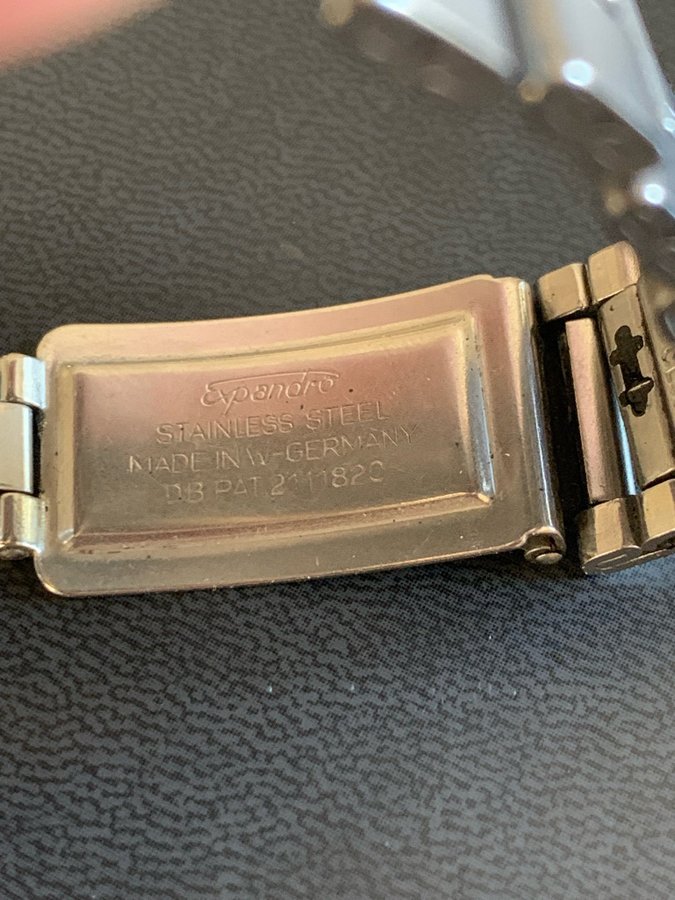 Expandro
STAINLESS STEEL
MADE IN W-GERMANY
DB PAT 2111820